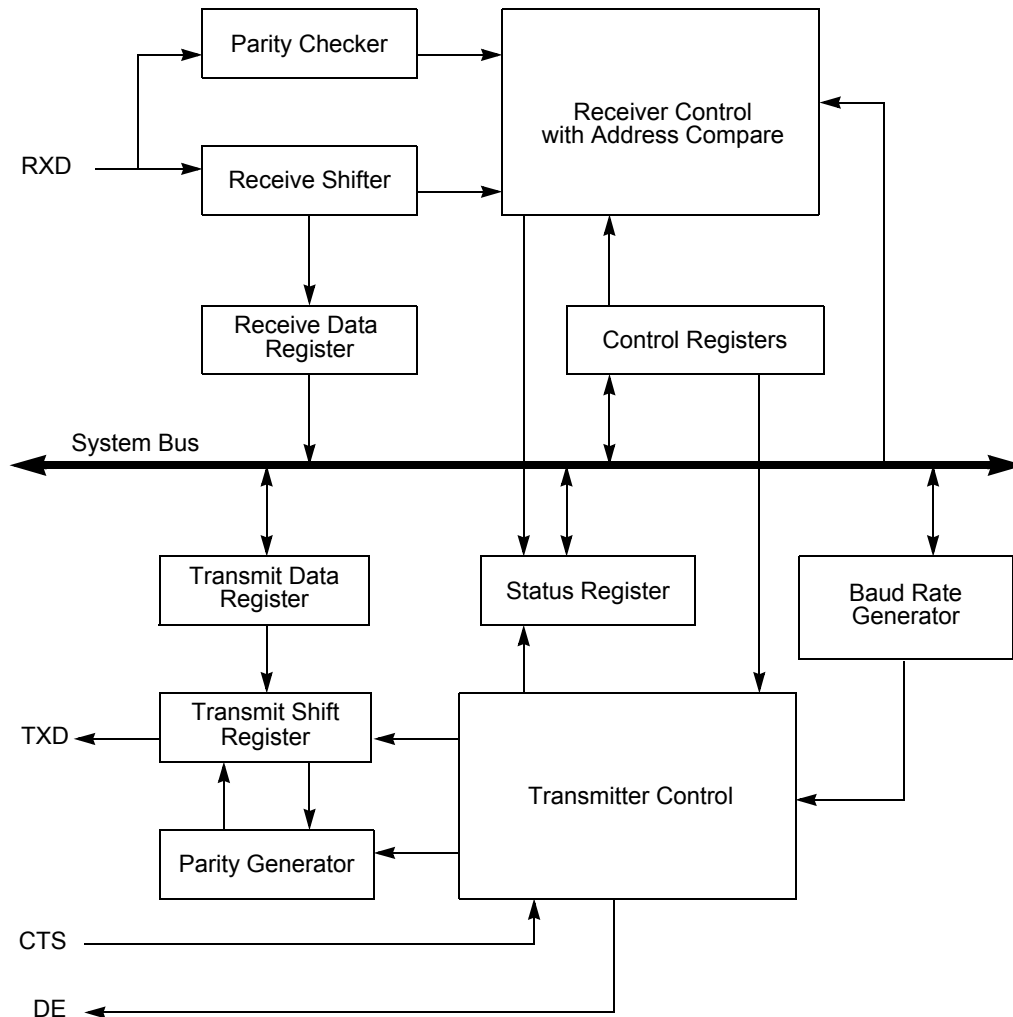 Parity Checker
Receiver Control
with Address Compare
RXD
Receive Shifter
Receive Data
Register
Control Registers
System Bus
Transmit Data
Register
Status Register
Baud Rate
Generator
TXD
Transmit Shift
Register
Transmitter Control
Parity Generator
CTS
DE